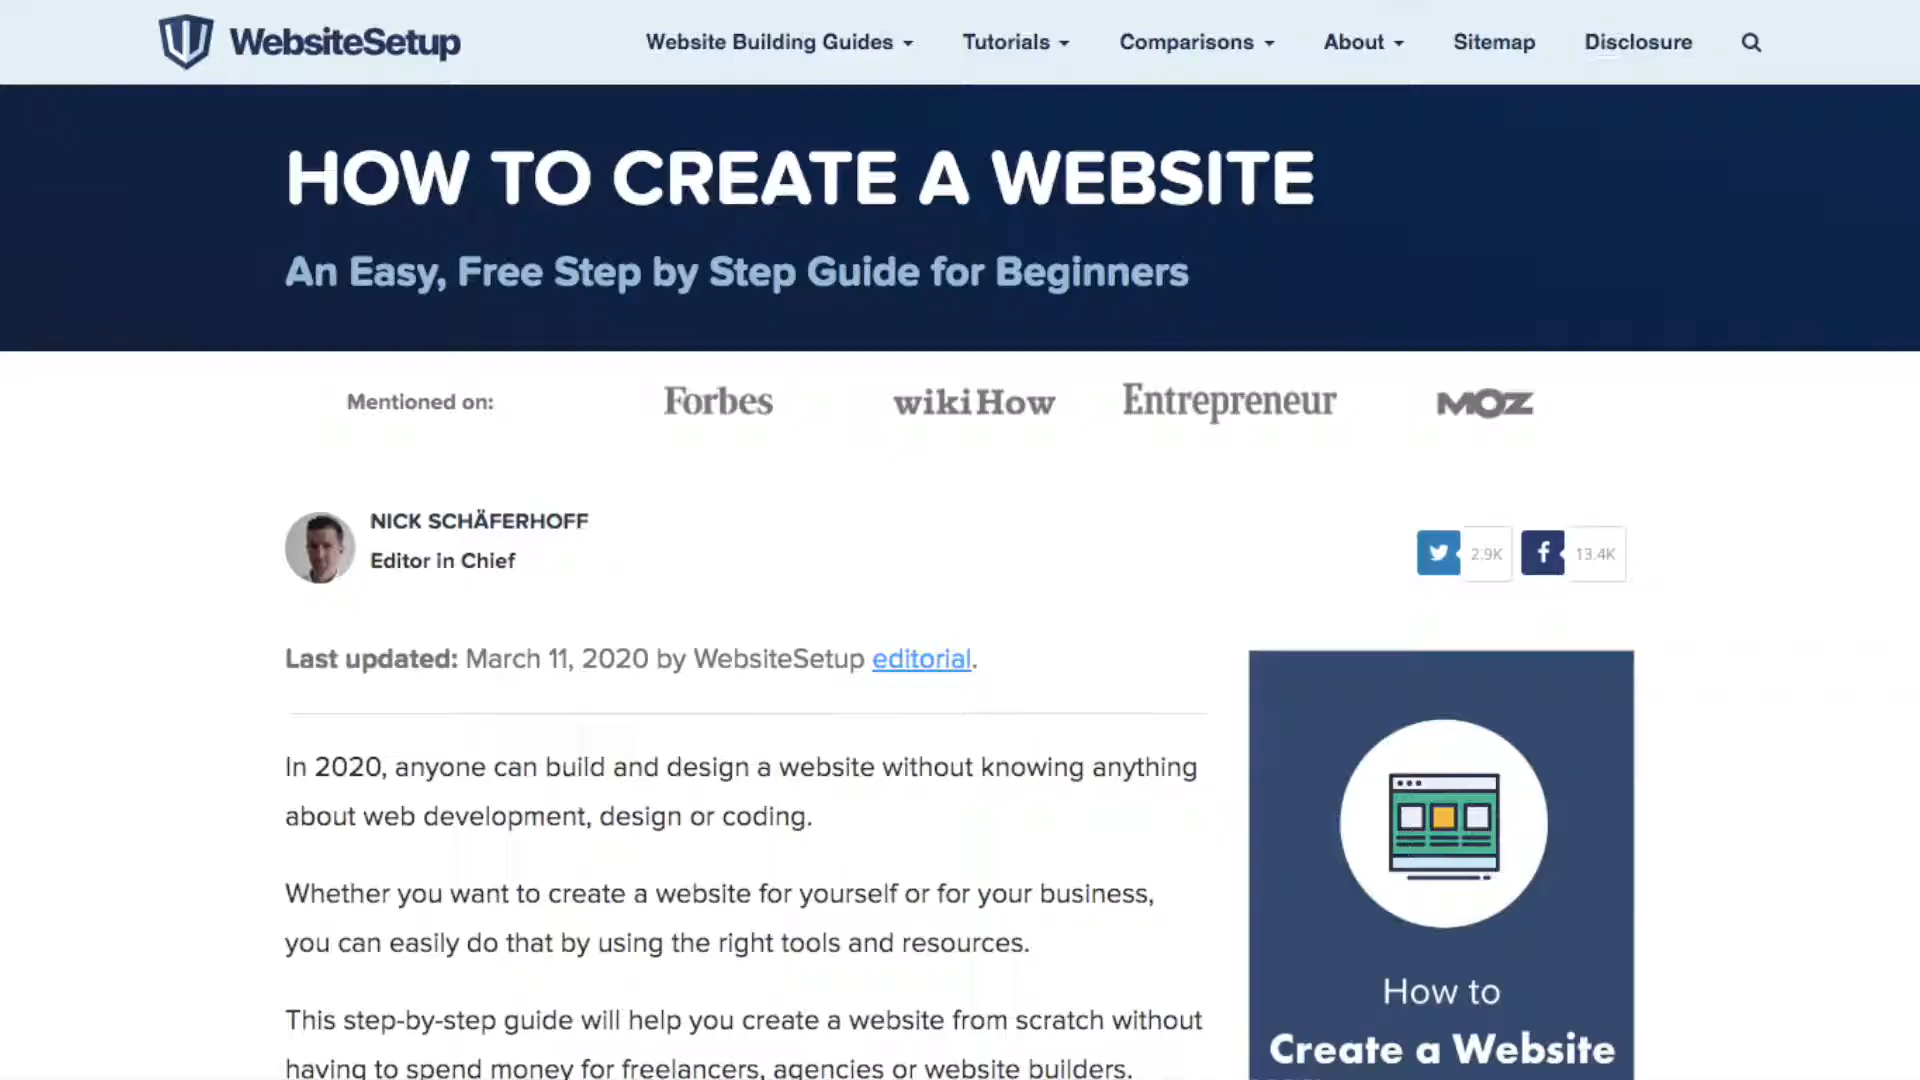 WebsiteSetup
Website Building Guides
Tutorials
Comparisons
About
Sitemap
Disclosure
HOW TO CREATE A WEBSITE
An Easy, Free Step by Step Guide for Beginners
Mentioned on:
Forbes
wikiHow
Entrepreneur
MOZ
NICK SCHÄFERHOFF
Editor in Chief
2.9K
f
13.4K
Last updated: March 11, 2020 by WebsiteSetup editorial.
In 2020, anyone can build and design a website without knowing anything
about web development, design or coding.
Whether you want to create a website for yourself or for your business,
you can easily do that by using the right tools and resources.
This step-by-step guide will help you create a website from scratch without
having to spend money for freelancers, agencies or website builders.
How to
Create a Website